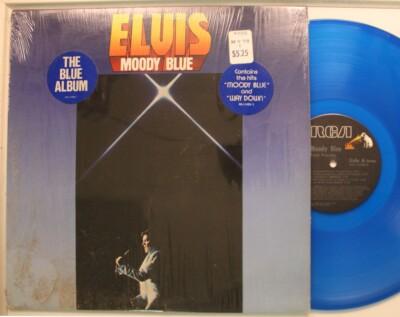 ELVIS
MOODY BLUE
THE
BLUE
ALBUM
$5.25
Contains
the hits
"MOODY BLUE"
and
"WAY DOWN"
RCA
Moody Blue
Side A